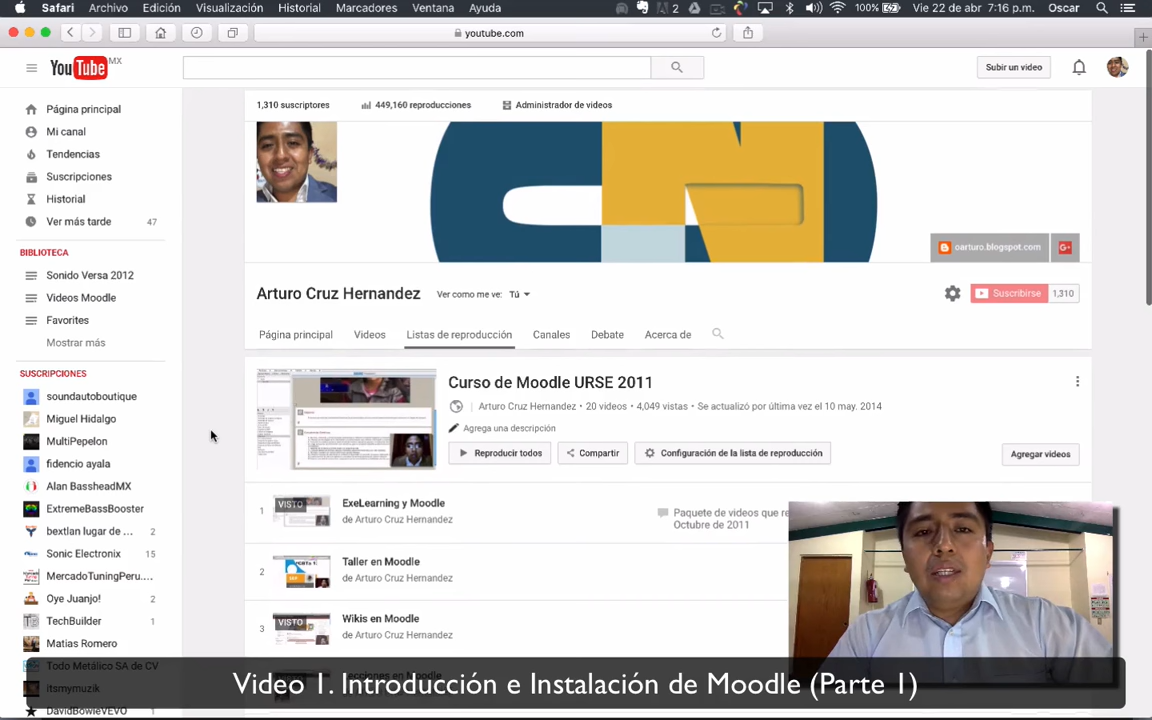 Safari Archivo Edición Visualización Historial Marcadores Ventana Ayuda 2 100% Vie 22 de abr 7:16 p.m. Oscar
youtube.com
YouTube MX
Subir un video
1,310 suscriptores 449,160 reproducciones Administrador de videos
Página principal
Mi canal
Tendencias
Suscripciones
Historial
Ver más tarde 47
BIBLIOTECA
Sonido Versa 2012
Videos Moodle
Favorites
Mostrar más
SUSCRIPCIONES
soundautoboutique
Miguel Hidalgo
MultiPepelon
fidencio ayala
Alan BassheadMX
ExtremeBassBooster
bextlan lugar de ... 2
Sonic Electronix 15
MercadoTuningPeru....
Oye Juanjo! 2
TechBuilder 1
Matias Romero
Todo Metálico SA de CV
itsmymuzik
DavidBowieVEVO
oarturo.blogspot.com
Arturo Cruz Hernandez Ver como me ve: Tú
Suscribirse 1,310
Página principal Videos Listas de reproducción Canales Debate Acerca de
Curso de Moodle URSE 2011
Arturo Cruz Hernandez • 20 videos • 4,049 vistas • Se actualizó por última vez el 10 may. 2014
Agrega una descripción
Reproducir todos Compartir Configuración de la lista de reproducción Agregar videos
1 VISTO ExeLearning y Moodle
de Arturo Cruz Hernandez
Paquete de videos que re
Octubre de 2011
2 Taller en Moodle
de Arturo Cruz Hernandez
3 VISTO Wikis en Moodle
de Arturo Cruz Hernandez
Video 1. Introducción e Instalación de Moodle (Parte 1)